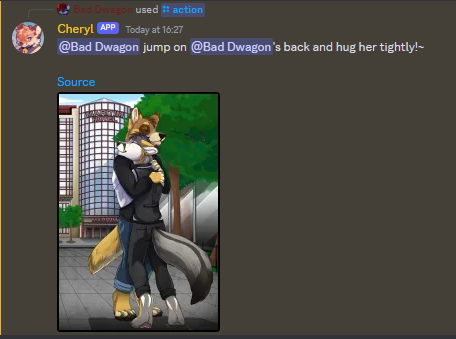 Bad Dwagon used action
Cheryl APP Today at 16:27
@Bad Dwagon jump on @Bad Dwagon's back and hug her tightly!~
Source